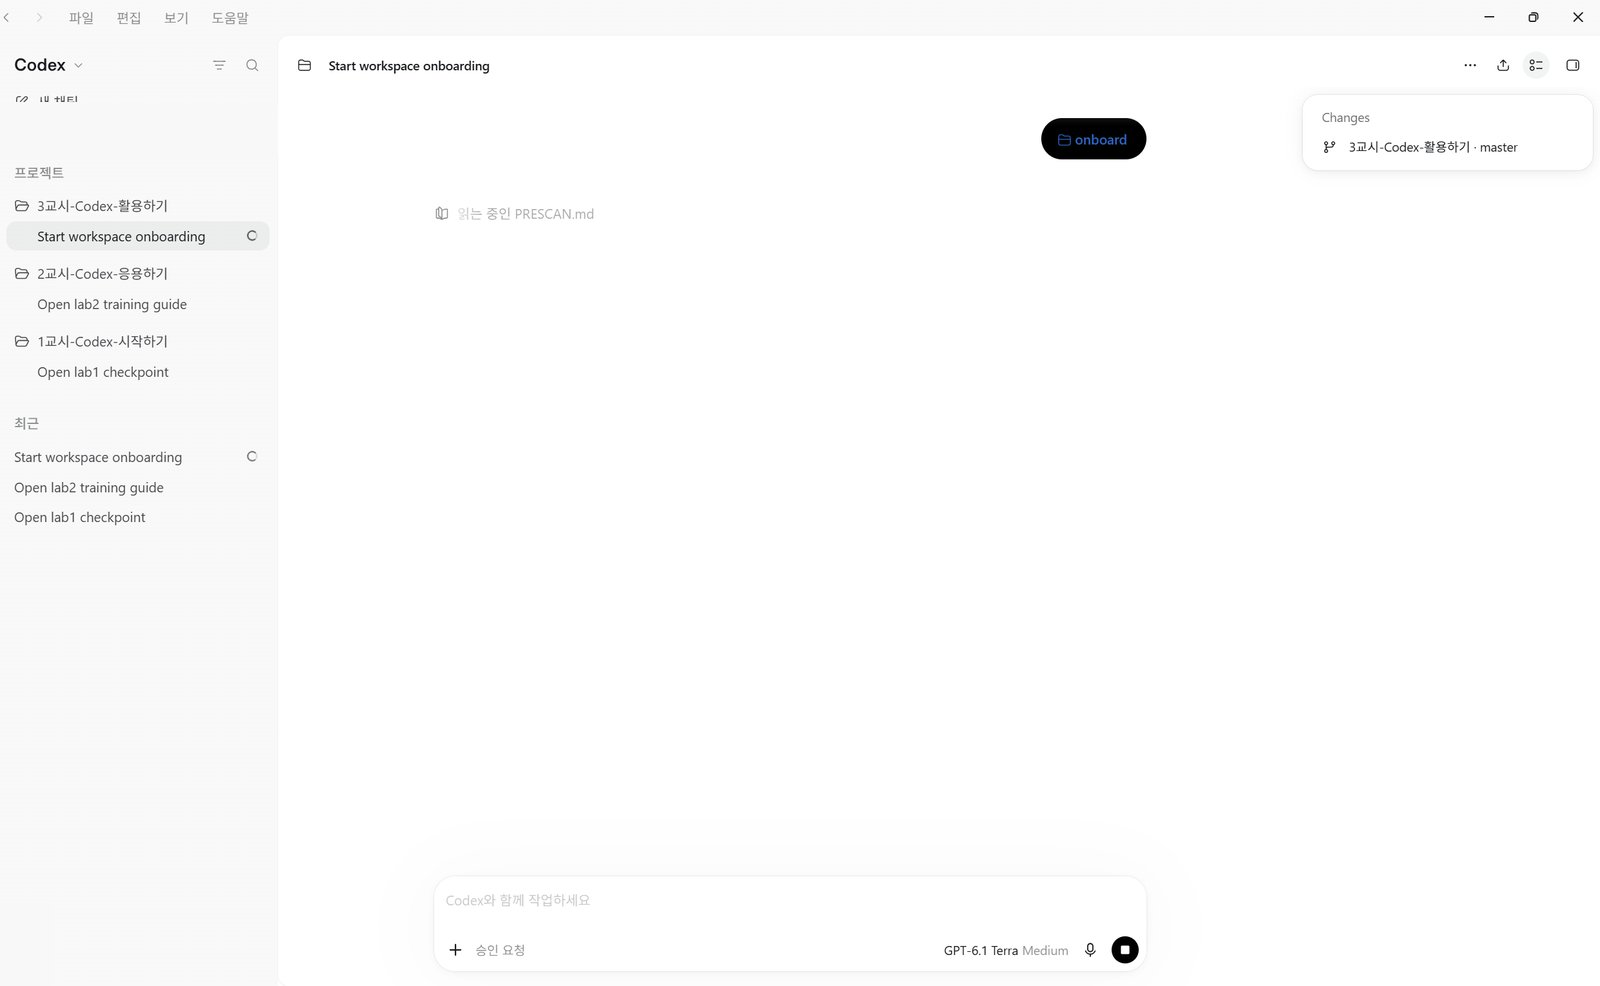 파일 편집 보기 도움말
Codex
새 채팅
프로젝트
3교시-Codex-활용하기
Start workspace onboarding
2교시-Codex-응용하기
Open lab2 training guide
1교시-Codex-시작하기
Open lab1 checkpoint
최근
Start workspace onboarding
Open lab2 training guide
Open lab1 checkpoint
Start workspace onboarding
Changes
3교시-Codex-활용하기 · master
onboard
읽는 중인 PRESCAN.md
Codex와 함께 작업하세요
승인 요청
GPT-6.1 Terra Medium